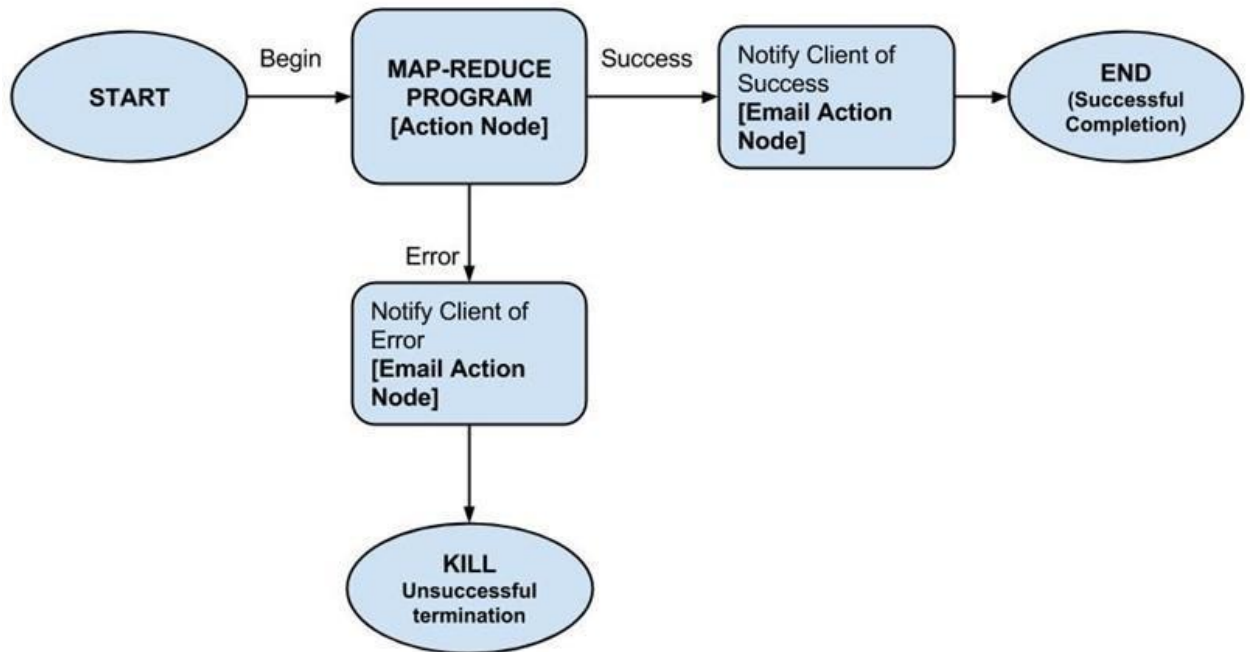 START
Begin
MAP-REDUCE
PROGRAM
[Action Node]
Success
Notify Client of
Success
[Email Action
Node]
END
(Successful
Completion)
Error
Notify Client of
Error
[Email Action
Node]
KILL
Unsuccessful
termination